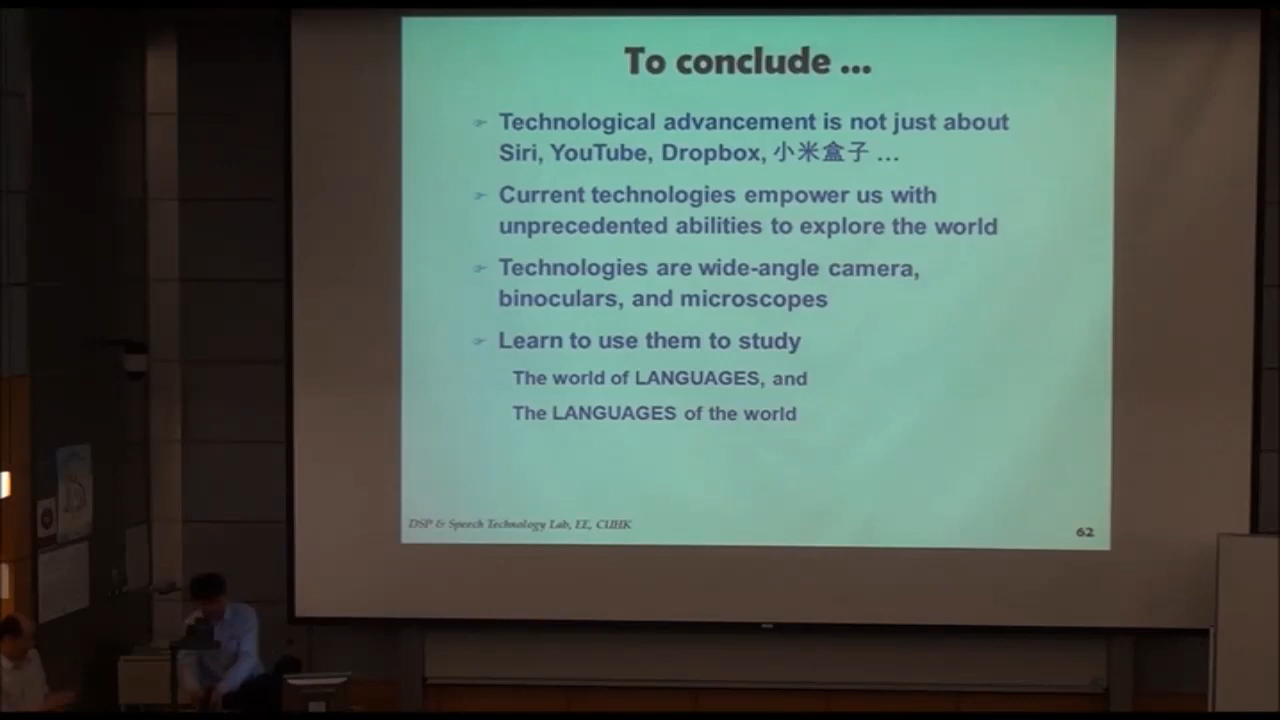 To conclude ...
Technological advancement is not just about
Siri, YouTube, Dropbox, 小米盒子 ...
Current technologies empower us with
unprecedented abilities to explore the world
Technologies are wide-angle camera,
binoculars, and microscopes
Learn to use them to study
The world of LANGUAGES, and
The LANGUAGES of the world
DSP & Speech Technology Lab, EE, CUHK
62